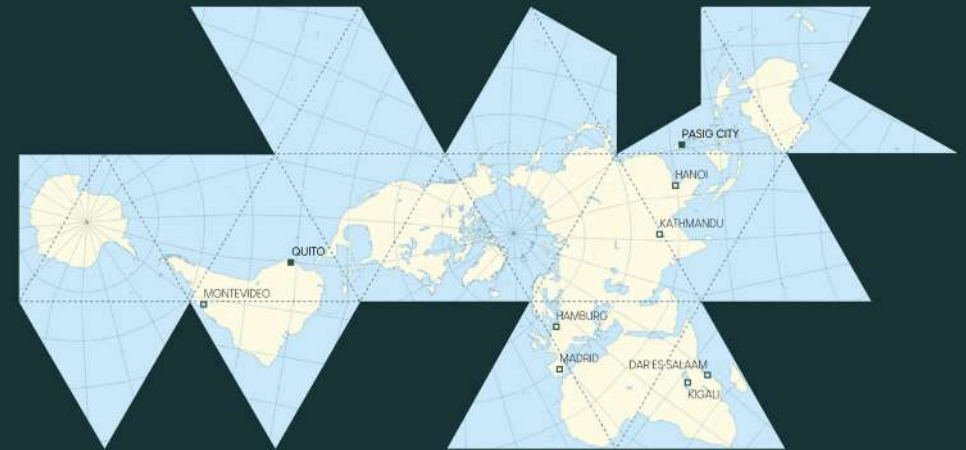 PASIG CITY
HANOI
KATHMANDU
QUITO
MONTEVIDEO
HAMBURG
MADRID
DAR ES SALAAM
KIGALI